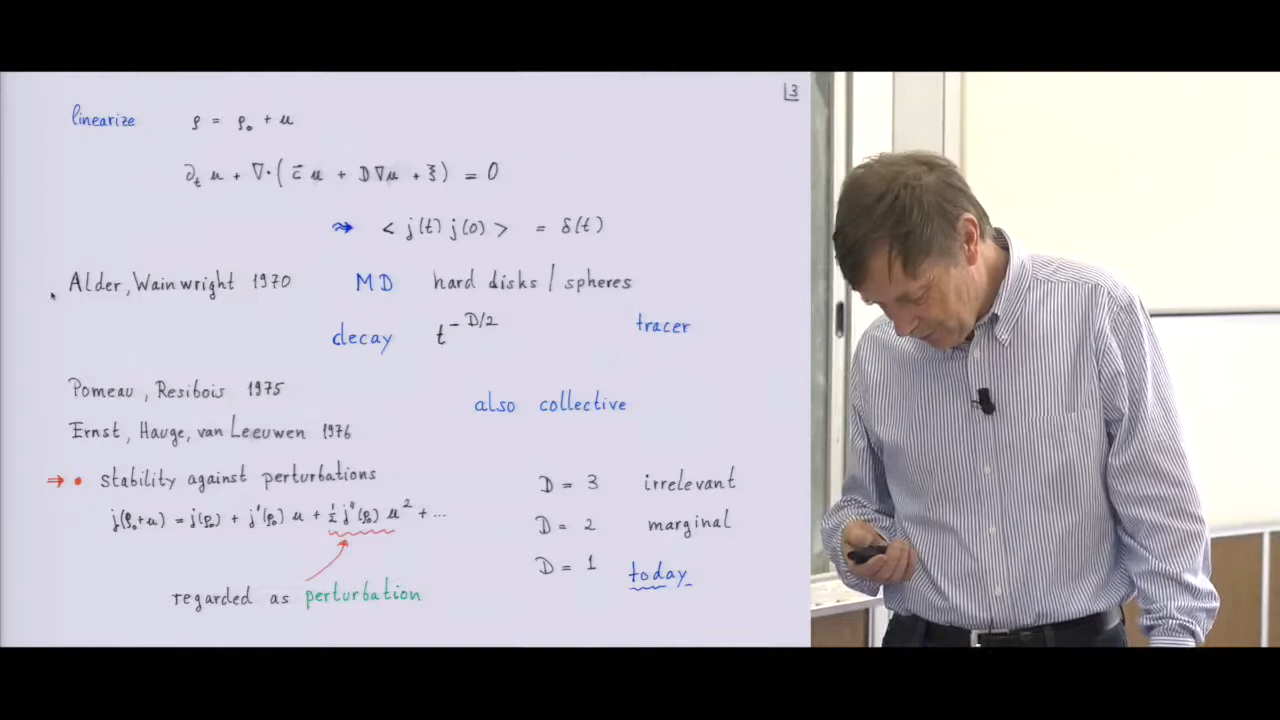 3
linearize ρ = ρ₀ + u
∂ₜ u + ∇·( c⃗ u + D∇u + ξ ) = 0
⇝ < j(t) j(0) > = δ(t)
Alder, Wainwright 1970 MD hard disks / spheres
decay t^{-D/2} tracer
Pomeau, Resibois 1975
also collective
Ernst, Hauge, van Leeuwen 1976
⇒ • stability against perturbations
D = 3 irrelevant
j(ρ₀+u) = j(ρ₀) + j'(ρ₀) u + ½ j''(ρ₀) u² + ...
D = 2 marginal
D = 1 today
regarded as perturbation